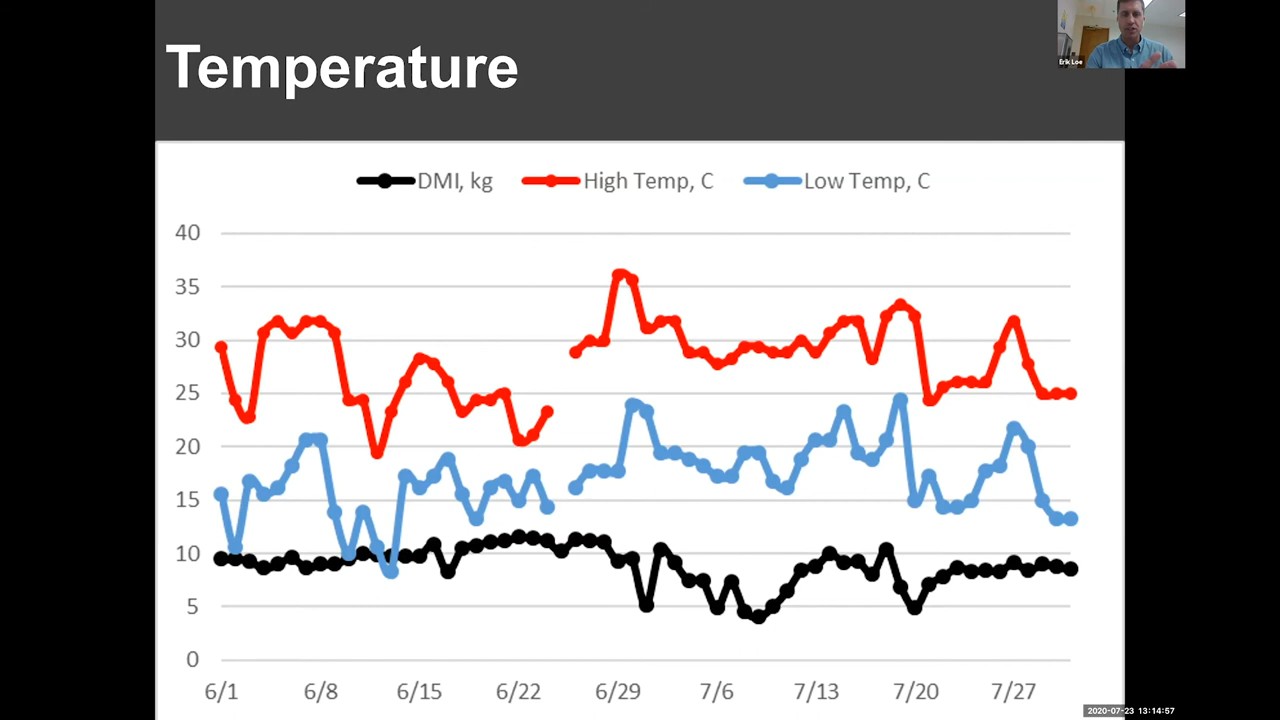 Temperature
Erik Loe
DMI, kg High Temp, C Low Temp, C
40
35
30
25
20
15
10
5
0
6/1 6/8 6/15 6/22 6/29 7/6 7/13 7/20 7/27
2020-07-23 13:14:57